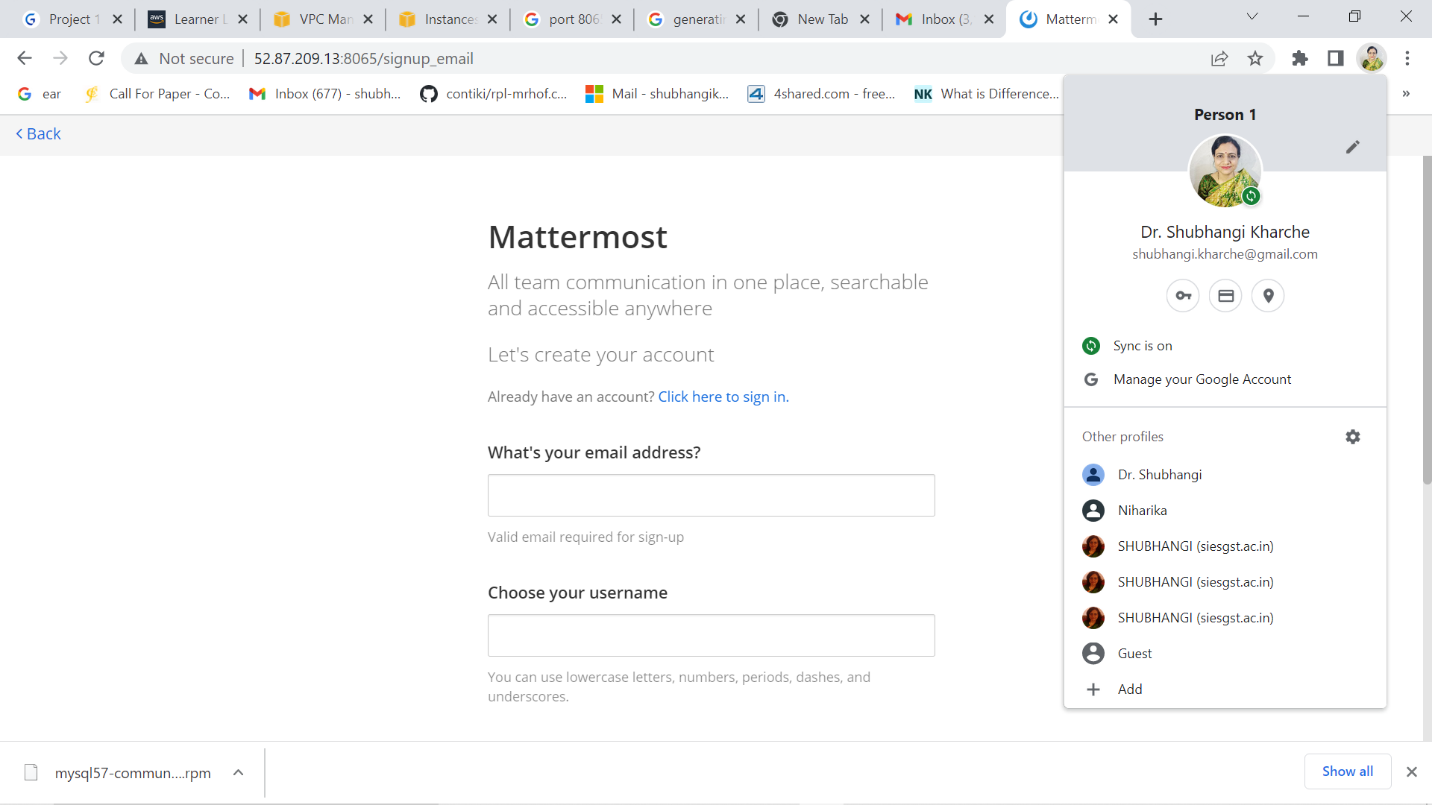 Project 1
Learner L
VPC Man
Instances
port 806
generatin
New Tab
Inbox (3,
Matterm
Not secure
52.87.209.13:8065/signup_email
ear
Call For Paper - Co...
Inbox (677) - shubh...
contiki/rpl-mrhof.c...
Mail - shubhangik...
4shared.com - free...
NK What is Difference...
»
Back
Person 1
Dr. Shubhangi Kharche
shubhangi.kharche@gmail.com
Sync is on
Manage your Google Account
Other profiles
Dr. Shubhangi
Niharika
SHUBHANGI (siesgst.ac.in)
SHUBHANGI (siesgst.ac.in)
SHUBHANGI (siesgst.ac.in)
Guest
Add
Mattermost
All team communication in one place, searchable
and accessible anywhere
Let's create your account
Already have an account? Click here to sign in.
What's your email address?
Valid email required for sign-up
Choose your username
You can use lowercase letters, numbers, periods, dashes, and
underscores.
mysql57-commun....rpm
Show all